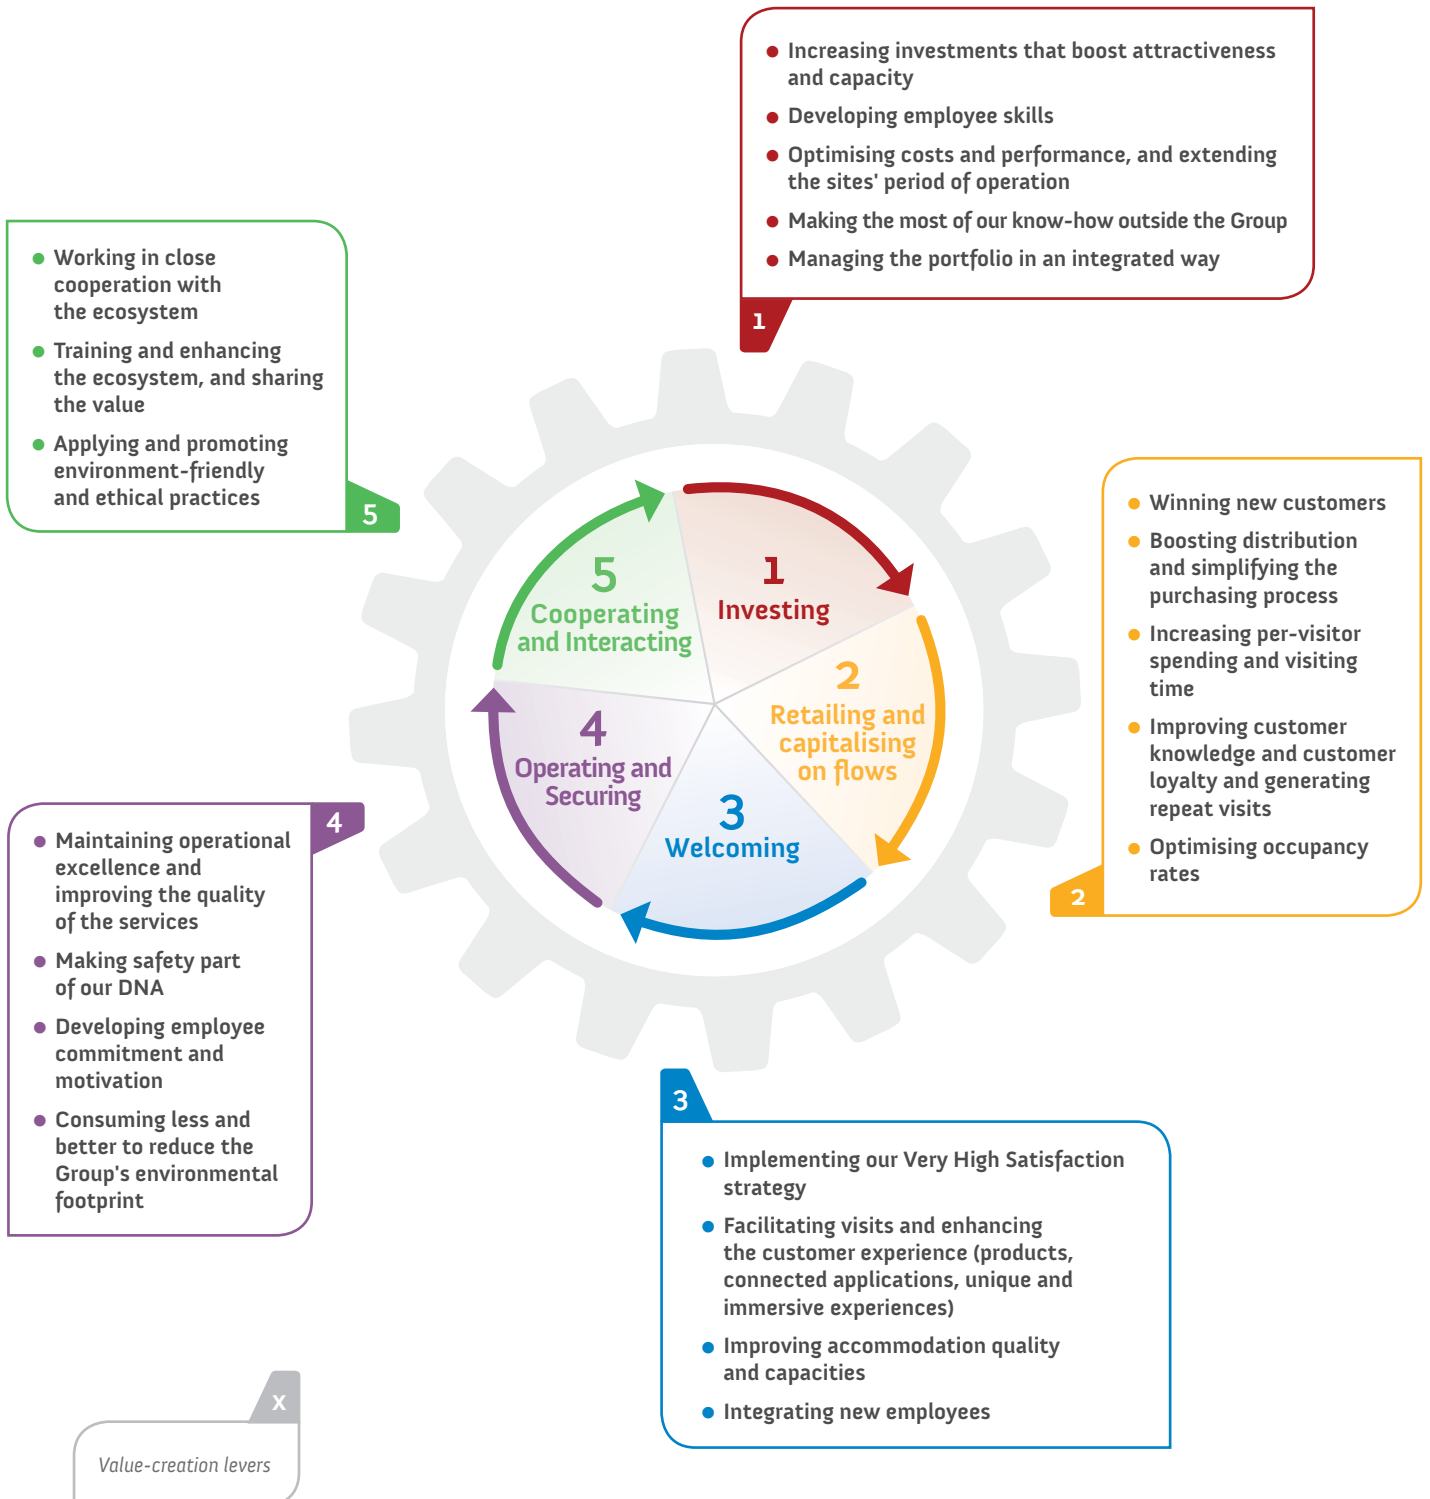 Increasing investments that boost attractiveness
and capacity
Developing employee skills
Optimising costs and performance, and extending
the sites' period of operation
Making the most of our know-how outside the Group
Managing the portfolio in an integrated way
1
Working in close
cooperation with
the ecosystem
Training and enhancing
the ecosystem, and sharing
the value
Applying and promoting
environment-friendly
and ethical practices
5
Winning new customers
Boosting distribution
and simplifying the
purchasing process
Increasing per-visitor
spending and visiting
time
Improving customer
knowledge and customer
loyalty and generating
repeat visits
Optimising occupancy
rates
2
1
Investing
2
Retailing and
capitalising
on flows
3
Welcoming
4
Operating and
Securing
5
Cooperating
and Interacting
4
Maintaining operational
excellence and
improving the quality
of the services
Making safety part
of our DNA
Developing employee
commitment and
motivation
Consuming less and
better to reduce the
Group's environmental
footprint
3
Implementing our Very High Satisfaction
strategy
Facilitating visits and enhancing
the customer experience (products,
connected applications, unique and
immersive experiences)
Improving accommodation quality
and capacities
Integrating new employees
X
Value-creation levers